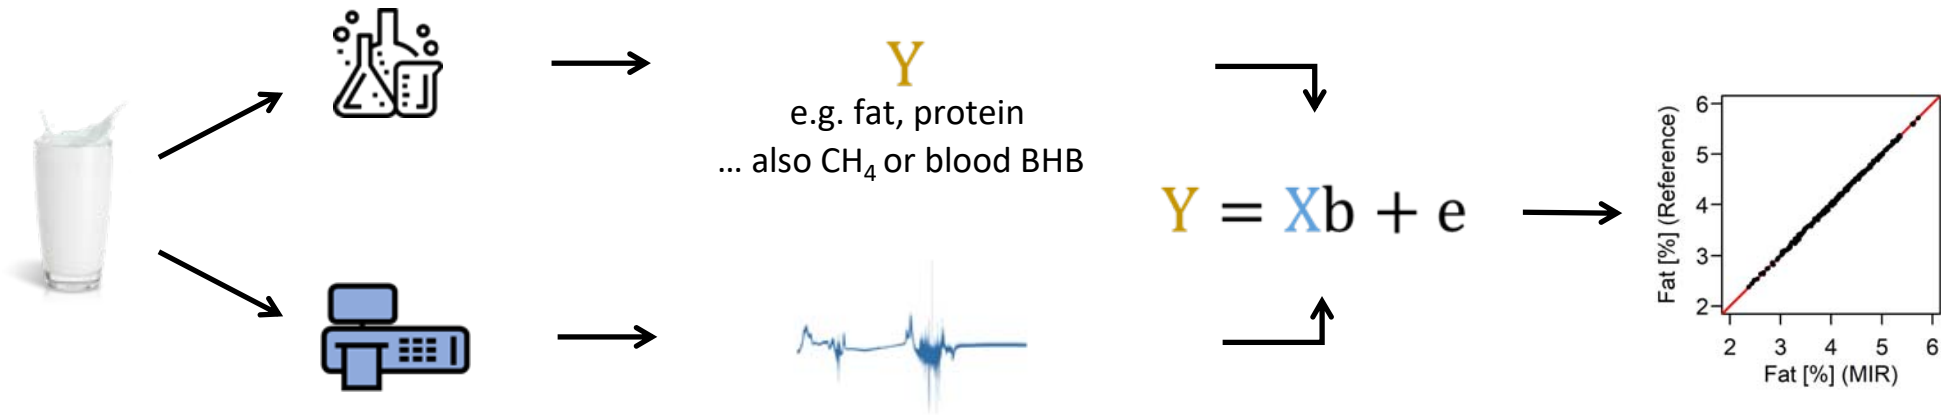 Y
e.g. fat, protein
... also CH₄ or blood BHB
Y = Xb + e
Fat [%] (Reference)
6
5
4
3
2
2 3 4 5 6
Fat [%] (MIR)